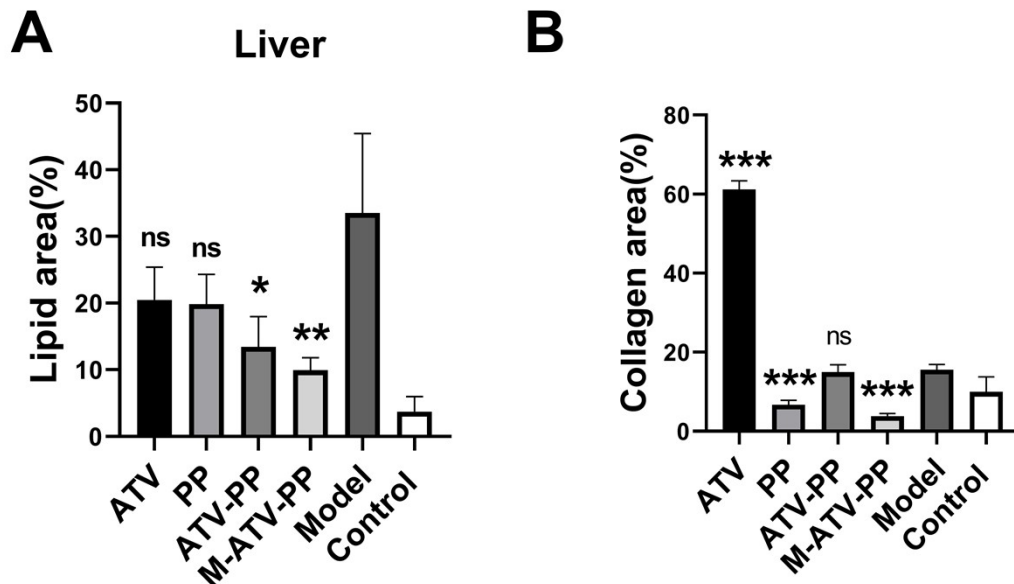 A
Liver
Lipid area(%)
50
40
30
20
10
0
ns
ns
*
**
ATV
PP
ATV-PP
M-ATV-PP
Model
Control
B
Collagen area(%)
80
60
40
20
0
***
***
ns
***
ATV
PP
ATV-PP
M-ATV-PP
Model
Control